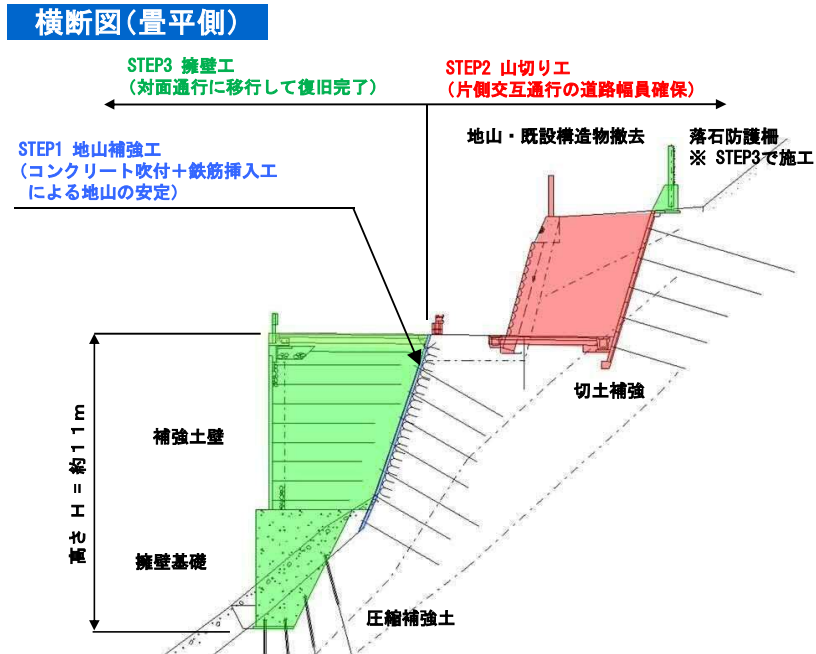 横断図(畳平側)
STEP3 擁壁工
(対面通行に移行して復旧完了)
STEP2 山切り工
(片側交互通行の道路幅員確保)
STEP1 地山補強工
(コンクリート吹付+鉄筋挿入工
による地山の安定)
地山・既設構造物撤去
落石防護柵
※ STEP3で施工
切土補強
補強土壁
高さ H=約11m
擁壁基礎
圧縮補強土